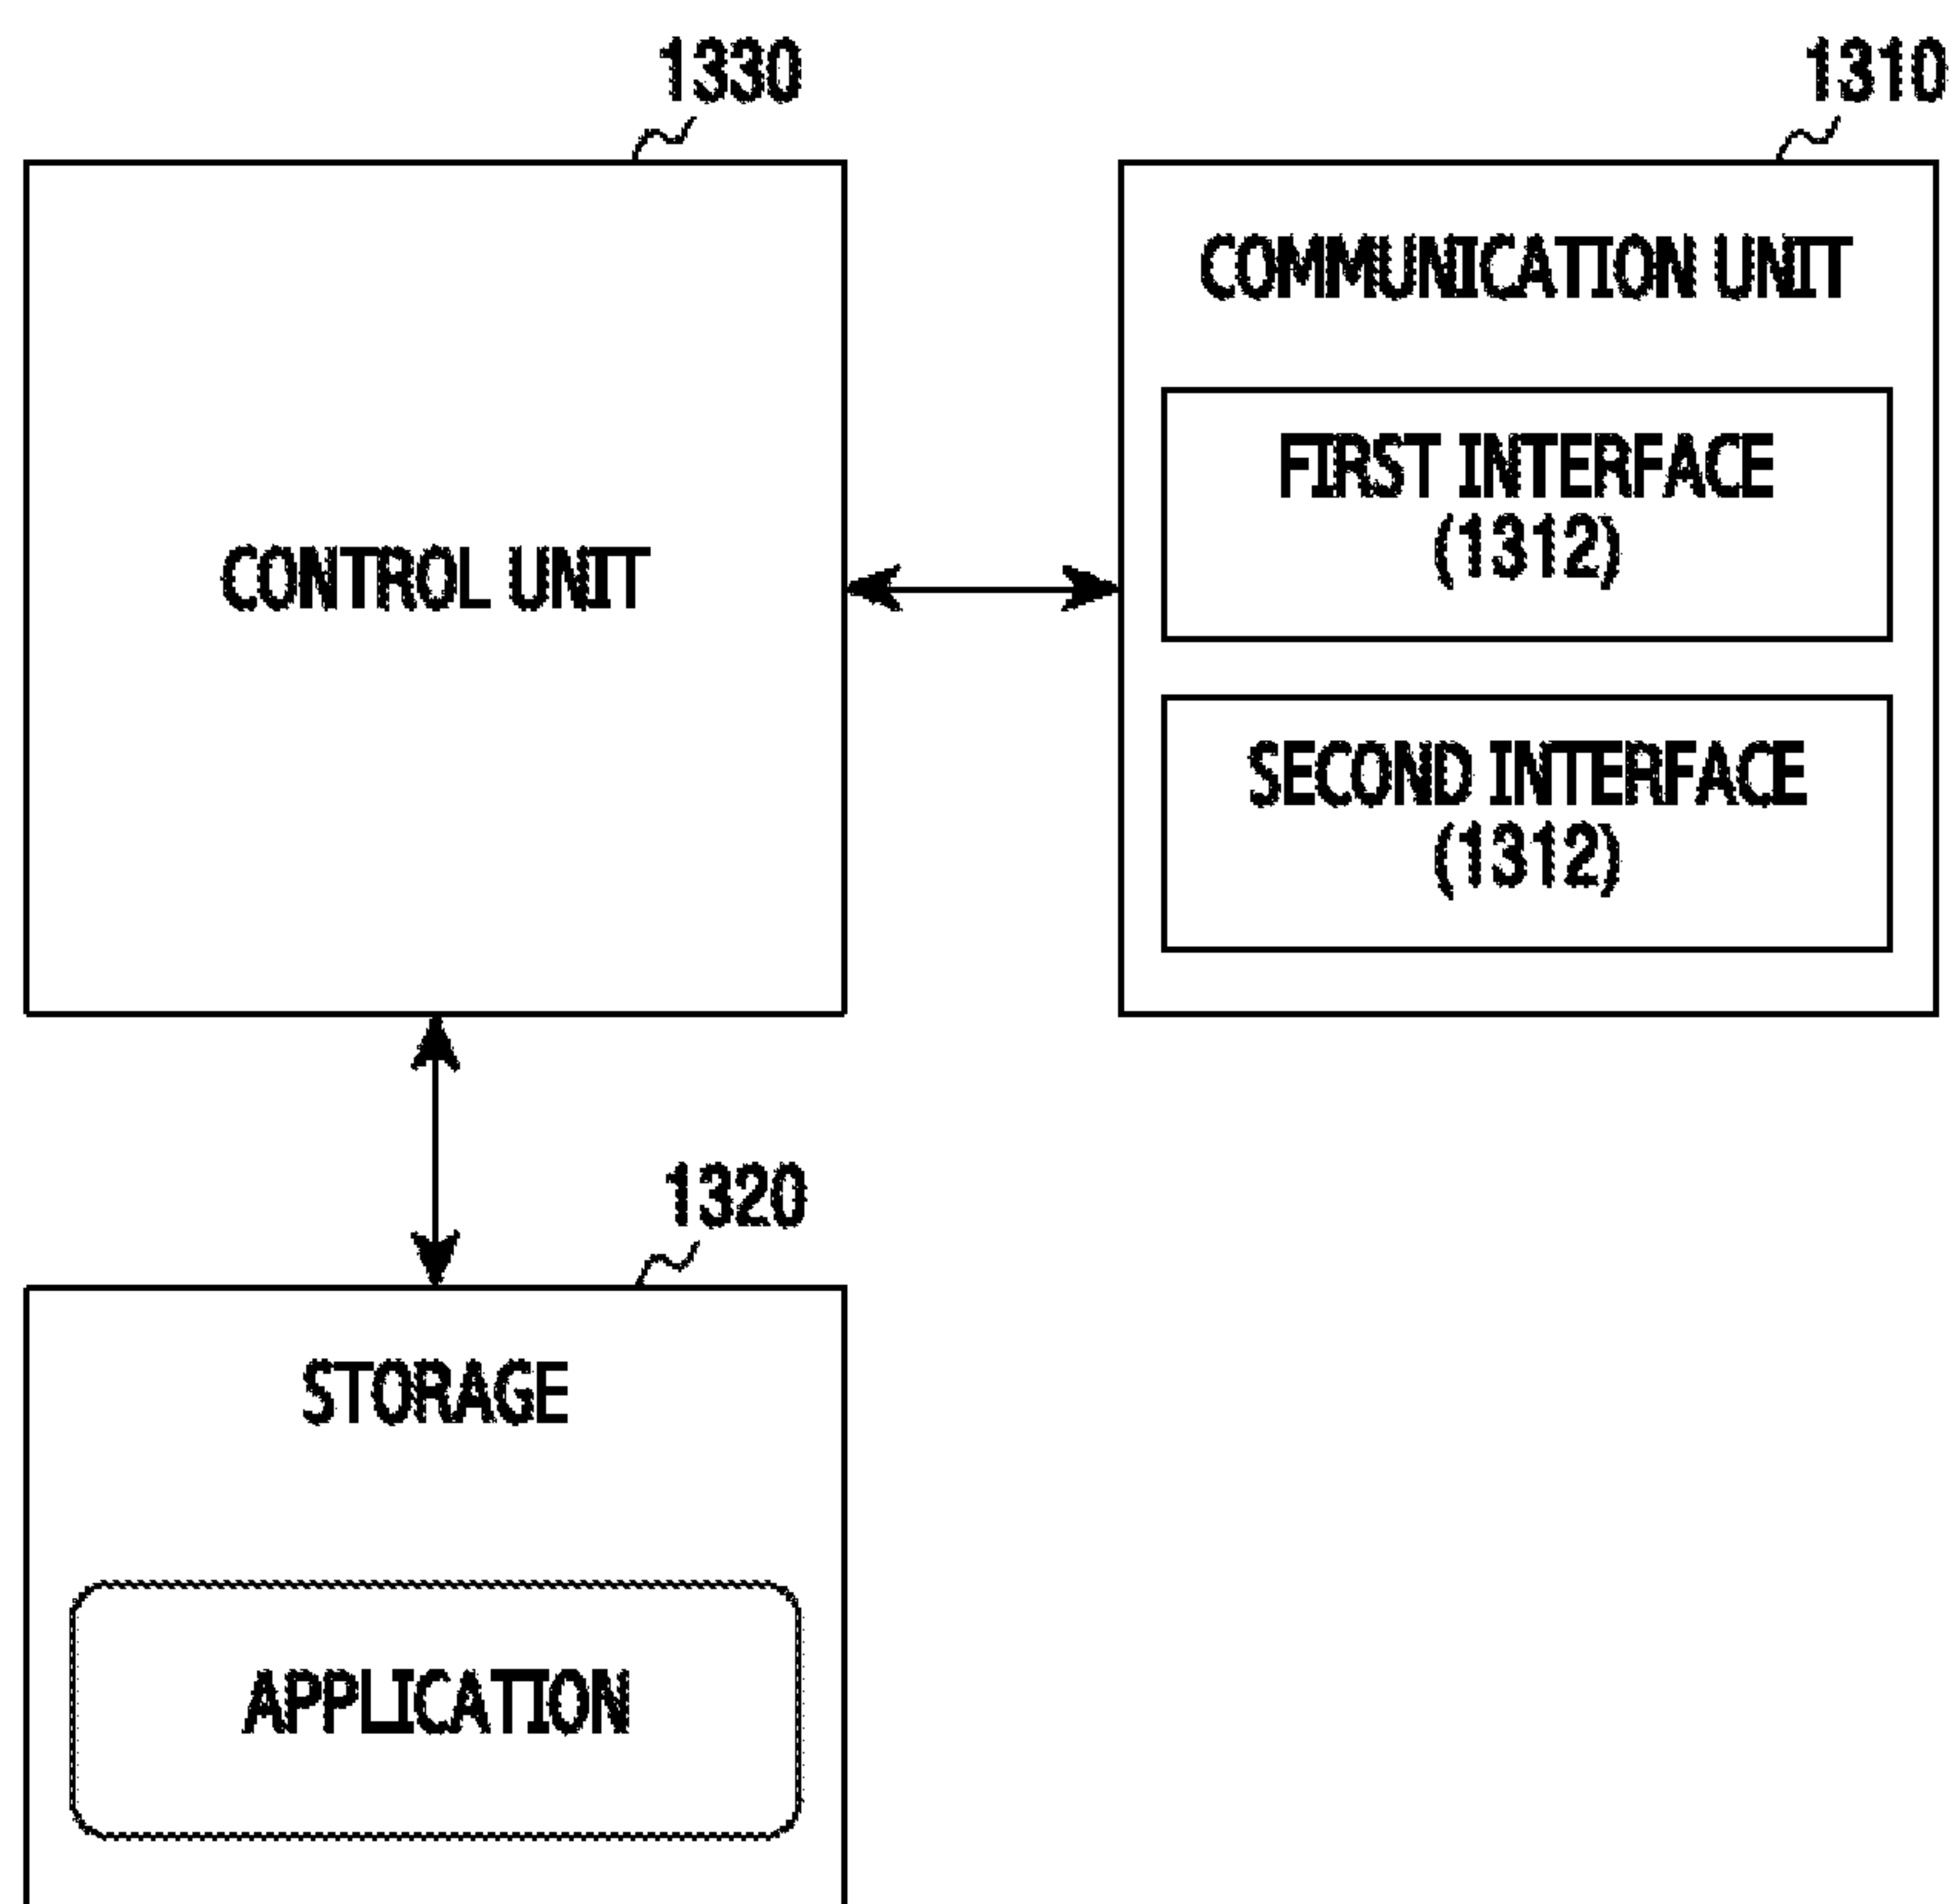 1330
1310
COMMUNICATION UNIT
FIRST INTERFACE
(1312)
CONTROL UNIT
SECOND INTERFACE
(1312)
1320
STORAGE
APPLICATION